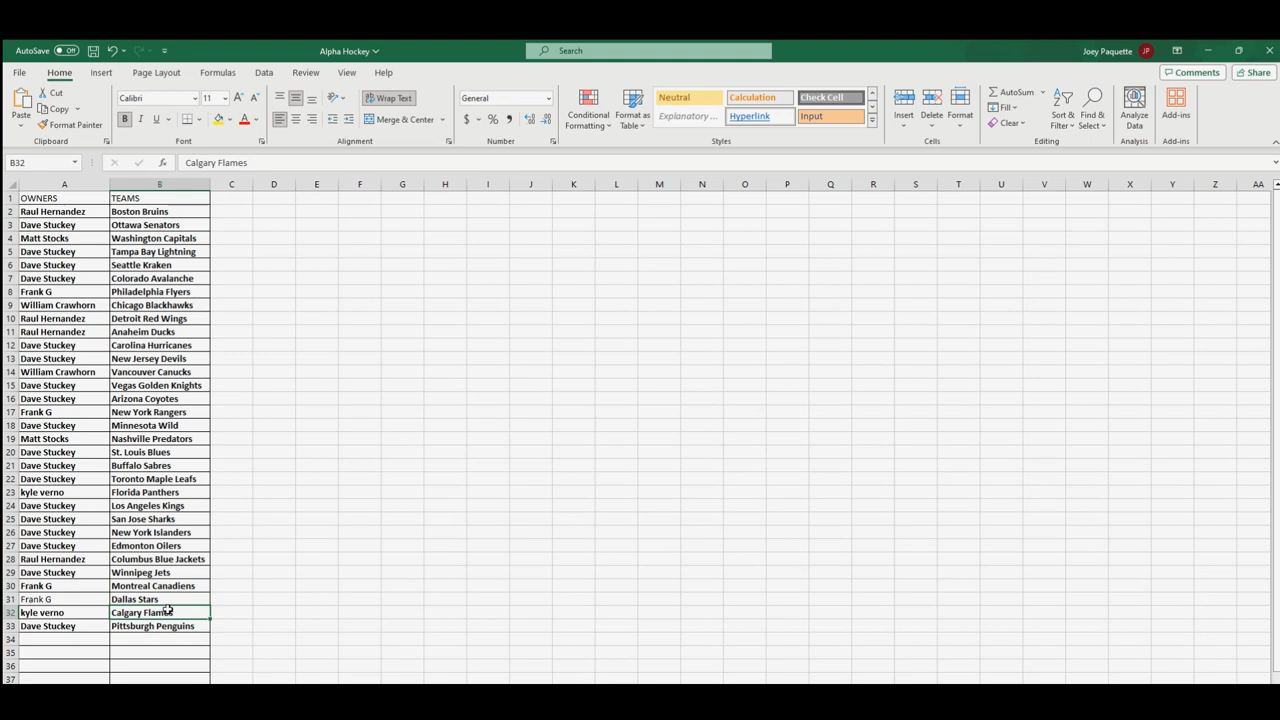 AutoSave Off
Alpha Hockey
Search
Joey Paquette JP
File Home Insert Page Layout Formulas Data Review View Help
Comments Share
Paste
Cut
Copy
Format Painter
Clipboard
Calibri 11
B I U
Font
Wrap Text
Merge & Center
Alignment
General
$ %
Number
Conditional Formatting
Format as Table
Neutral Calculation Check Cell
Explanatory ... Hyperlink Input
Styles
Insert Delete Format
Cells
AutoSum
Fill
Clear
Sort & Filter
Find & Select
Editing
Analyze Data
Analysis
Add-ins
Add-ins
B32 fx Calgary Flames
A B C D E F G H I J K L M N O P Q R S T U V W X Y Z AA
1 OWNERS TEAMS
2 Raul Hernandez Boston Bruins
3 Dave Stuckey Ottawa Senators
4 Matt Stocks Washington Capitals
5 Dave Stuckey Tampa Bay Lightning
6 Dave Stuckey Seattle Kraken
7 Dave Stuckey Colorado Avalanche
8 Frank G Philadelphia Flyers
9 William Crawhorn Chicago Blackhawks
10 Raul Hernandez Detroit Red Wings
11 Raul Hernandez Anaheim Ducks
12 Dave Stuckey Carolina Hurricanes
13 Dave Stuckey New Jersey Devils
14 William Crawhorn Vancouver Canucks
15 Dave Stuckey Vegas Golden Knights
16 Dave Stuckey Arizona Coyotes
17 Frank G New York Rangers
18 Dave Stuckey Minnesota Wild
19 Matt Stocks Nashville Predators
20 Dave Stuckey St. Louis Blues
21 Dave Stuckey Buffalo Sabres
22 Dave Stuckey Toronto Maple Leafs
23 kyle verno Florida Panthers
24 Dave Stuckey Los Angeles Kings
25 Dave Stuckey San Jose Sharks
26 Dave Stuckey New York Islanders
27 Dave Stuckey Edmonton Oilers
28 Raul Hernandez Columbus Blue Jackets
29 Dave Stuckey Winnipeg Jets
30 Frank G Montreal Canadiens
31 Frank G Dallas Stars
32 kyle verno Calgary Flames
33 Dave Stuckey Pittsburgh Penguins
34
35
36
37